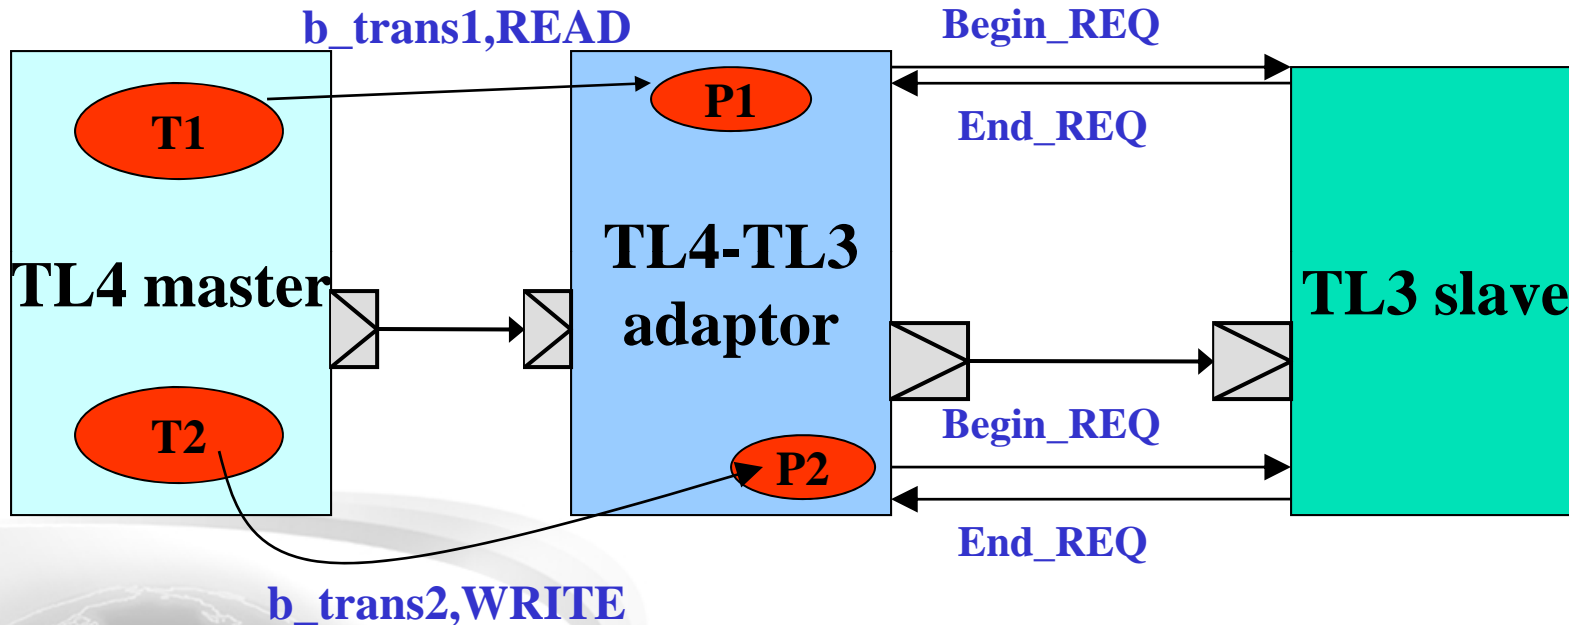 b_trans1,READ
Begin_REQ
T1
P1
End_REQ
TL4 master
TL4-TL3
adaptor
TL3 slave
Begin_REQ
T2
P2
End_REQ
b_trans2,WRITE